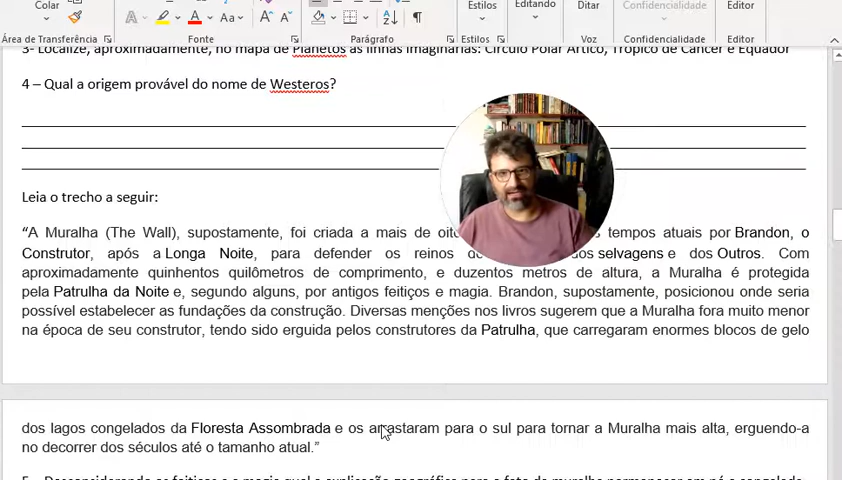 Colar
Editando
Ditar
Confidencialidade
Editor
Área de Transferência
Fonte
Parágrafo
Estilos
Voz
Confidencialidade
Editor
3- Localize, aproximadamente, no mapa de Planetos as linhas imaginárias: Círculo Polar Ártico, Trópico de Câncer e Equador
4 – Qual a origem provável do nome de Westeros?
Leia o trecho a seguir:
“A Muralha (The Wall), supostamente, foi criada a mais de tempos atuais por Brandon, o
Construtor, após a Longa Noite, para defender os reinos selvagens e dos Outros. Com
aproximadamente quinhentos quilômetros de comprimento, e duzentos metros de altura, a Muralha é protegida
pela Patrulha da Noite e, segundo alguns, por antigos feitiços e magia. Brandon, supostamente, posicionou onde seria
possível estabelecer as fundações da construção. Diversas menções nos livros sugerem que a Muralha fora muito menor
na época de seu construtor, tendo sido erguida pelos construtores da Patrulha, que carregaram enormes blocos de gelo
dos lagos congelados da Floresta Assombrada e os arrastaram para o sul para tornar a Muralha mais alta, erguendo-a
no decorrer dos séculos até o tamanho atual.”